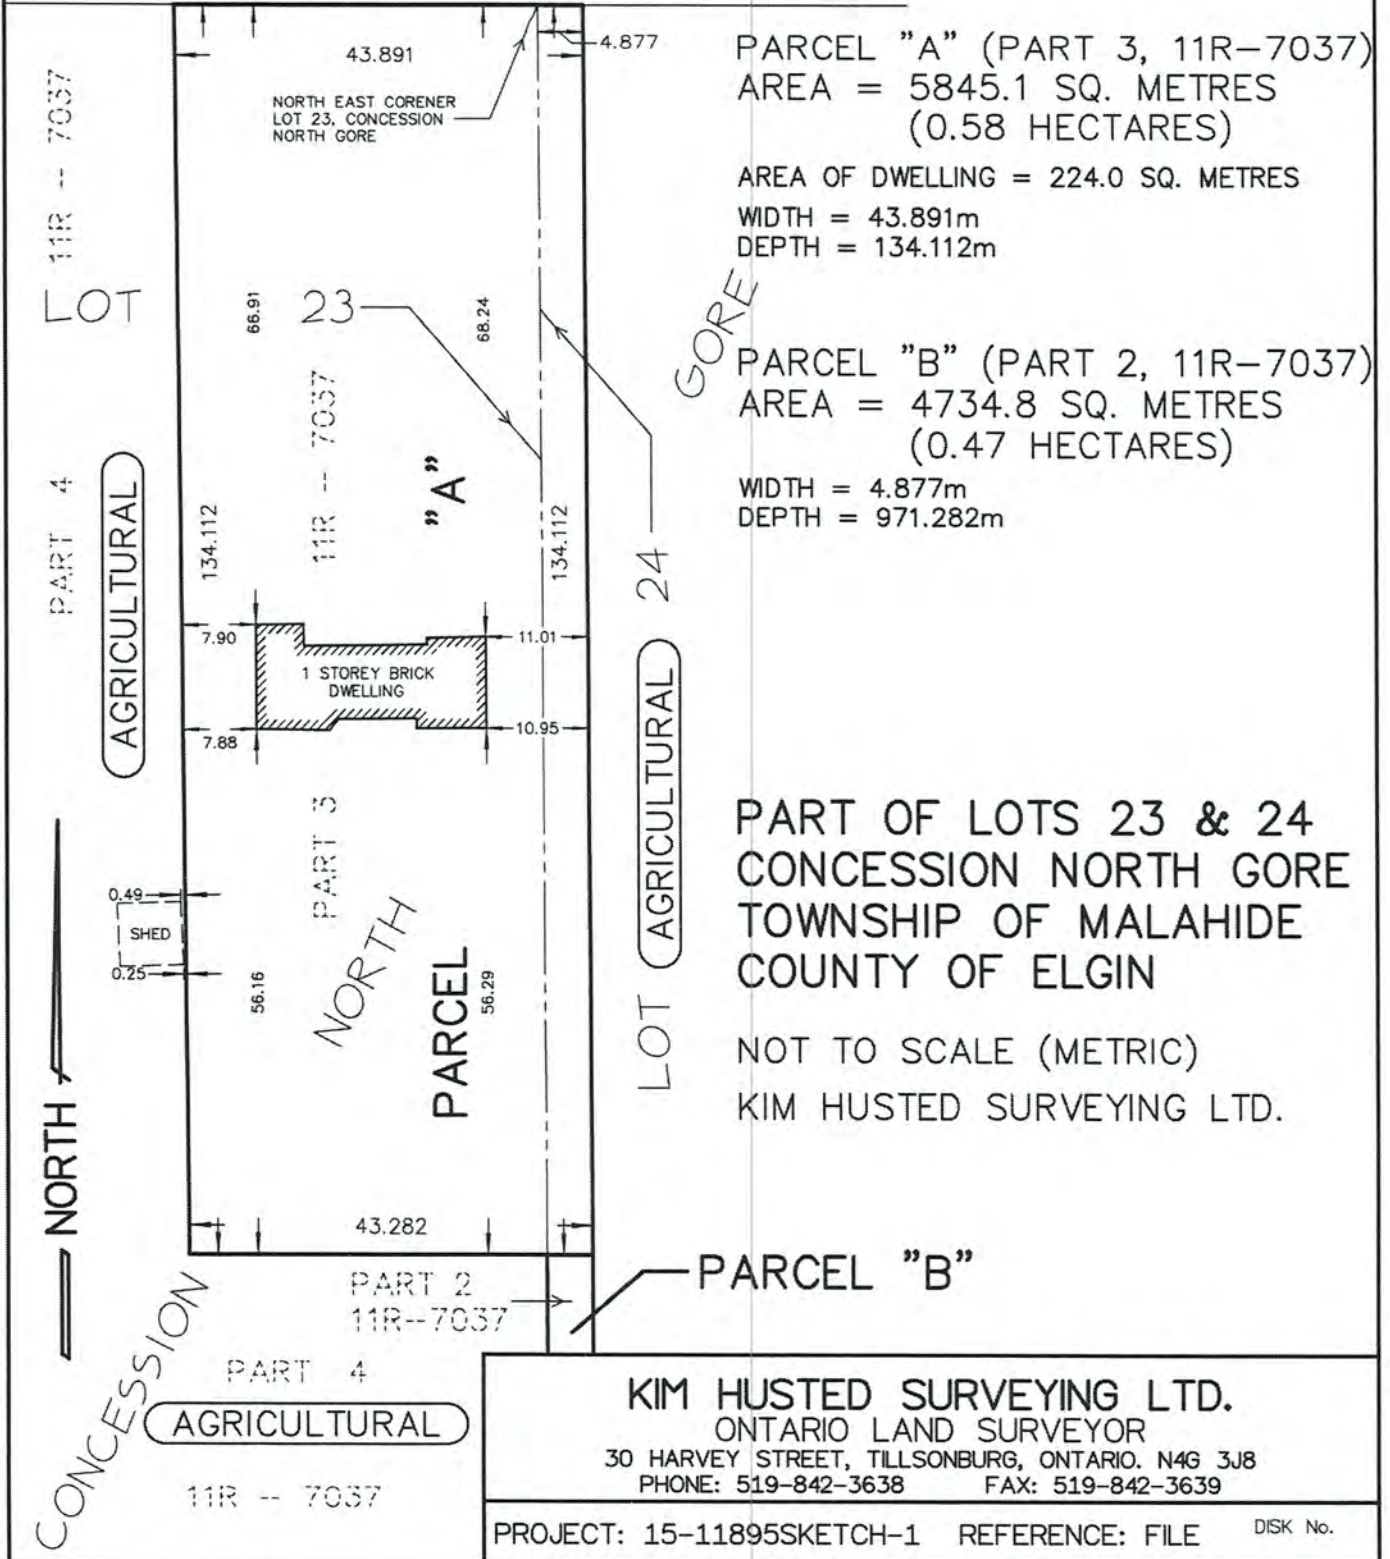 43.891
4.877
NORTH EAST CORENER
LOT 23, CONCESSION
NORTH GORE
11R -- 7037
LOT
66.91
23
68.24
GORE
11R -- 7037
"A"
PART 4
AGRICULTURAL
134.112
134.112
24
7.90
11.01
1 STOREY BRICK
DWELLING
7.88
10.95
AGRICULTURAL
PART 3
0.49
SHED
0.25
56.16
NORTH
PARCEL
56.29
LOT
NORTH
43.282
PART 2
11R--7037
PARCEL "B"
CONCESSION
PART 4
AGRICULTURAL
11R -- 7037
PARCEL "A" (PART 3, 11R-7037)
AREA = 5845.1 SQ. METRES
(0.58 HECTARES)
AREA OF DWELLING = 224.0 SQ. METRES
WIDTH = 43.891m
DEPTH = 134.112m
PARCEL "B" (PART 2, 11R-7037)
AREA = 4734.8 SQ. METRES
(0.47 HECTARES)
WIDTH = 4.877m
DEPTH = 971.282m
PART OF LOTS 23 & 24
CONCESSION NORTH GORE
TOWNSHIP OF MALAHIDE
COUNTY OF ELGIN
NOT TO SCALE (METRIC)
KIM HUSTED SURVEYING LTD.
KIM HUSTED SURVEYING LTD.
ONTARIO LAND SURVEYOR
30 HARVEY STREET, TILLSONBURG, ONTARIO. N4G 3J8
PHONE: 519-842-3638 FAX: 519-842-3639
PROJECT: 15-11895SKETCH-1 REFERENCE: FILE DISK No.